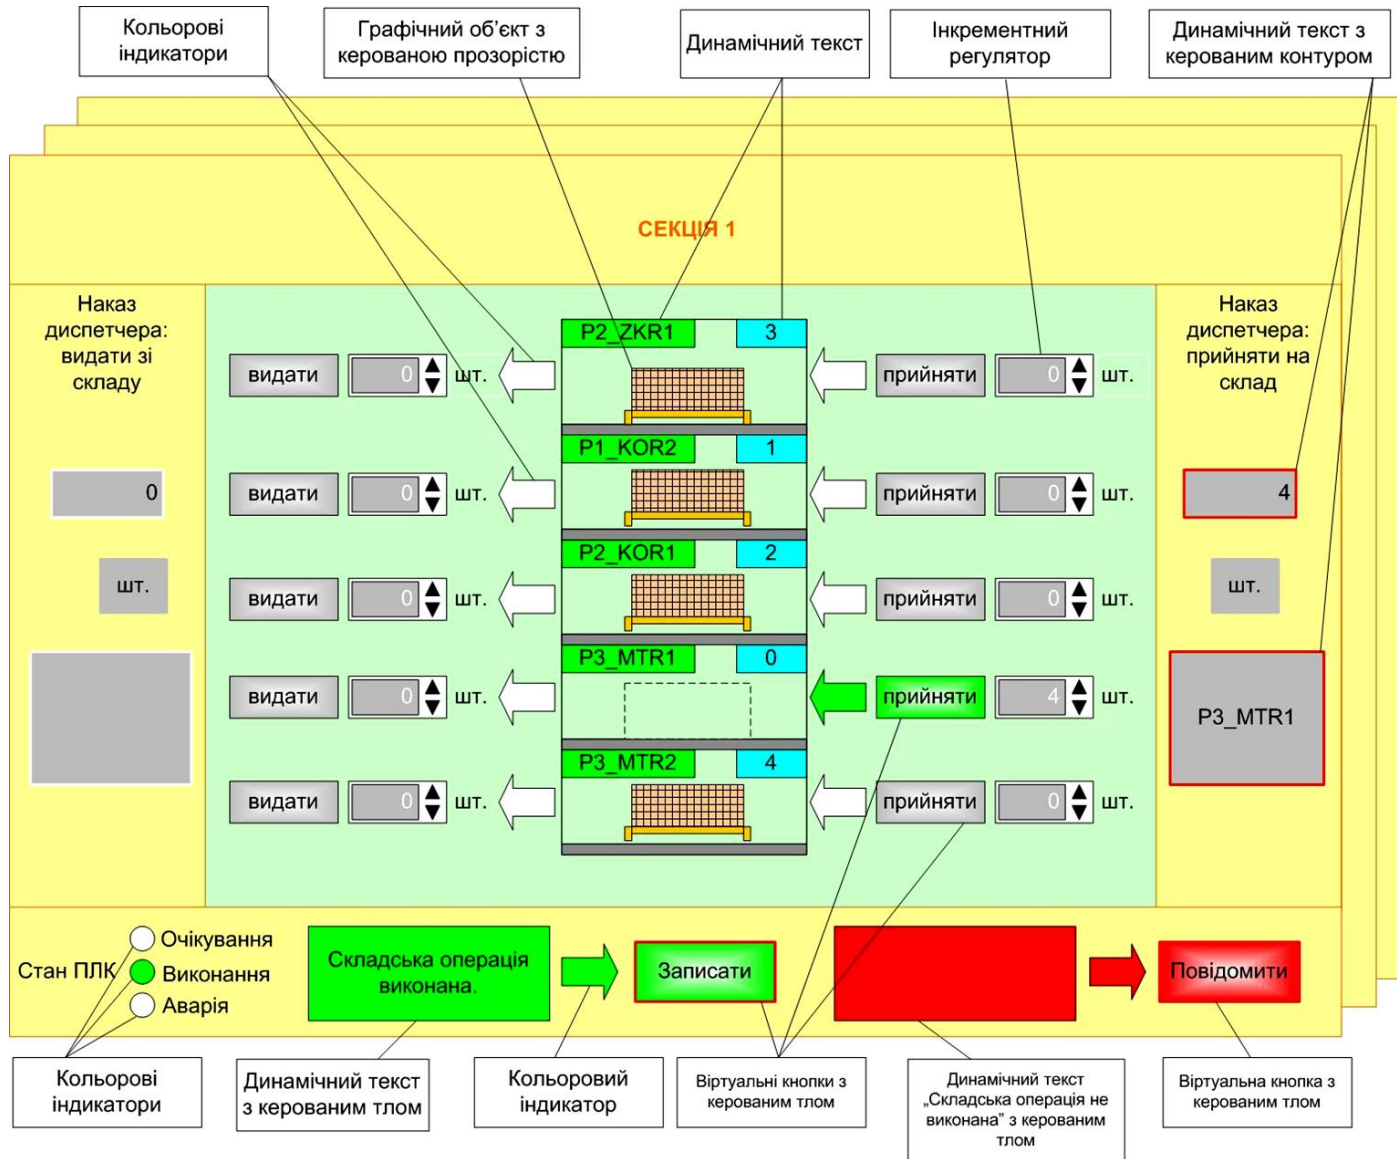 Кольорові
індикатори
Графічний об’єкт з
керованою прозорістю
Динамічний текст
Інкрементний
регулятор
Динамічний текст з
керованим контуром
СЕКЦІЯ 1
Наказ
диспетчера:
видати зі
складу
0
шт.
P2_ZKR1 3
видати 0 шт. прийняти 0 шт.
P1_KOR2 1
видати 0 шт. прийняти 0 шт.
P2_KOR1 2
видати 0 шт. прийняти 0 шт.
P3_MTR1 0
видати 0 шт. прийняти 4 шт.
P3_MTR2 4
видати 0 шт. прийняти 0 шт.
Наказ
диспетчера:
прийняти на
склад
4
шт.
P3_MTR1
Стан ПЛК
Очікування
Виконання
Аварія
Складська операція
виконана.
Записати
Повідомити
Кольорові
індикатори
Динамічний текст
з керованим тлом
Кольоровий
індикатор
Віртуальні кнопки з
керованим тлом
Динамічний текст
„Складська операція не
виконана” з керованим
тлом
Віртуальна кнопка з
керованим тлом